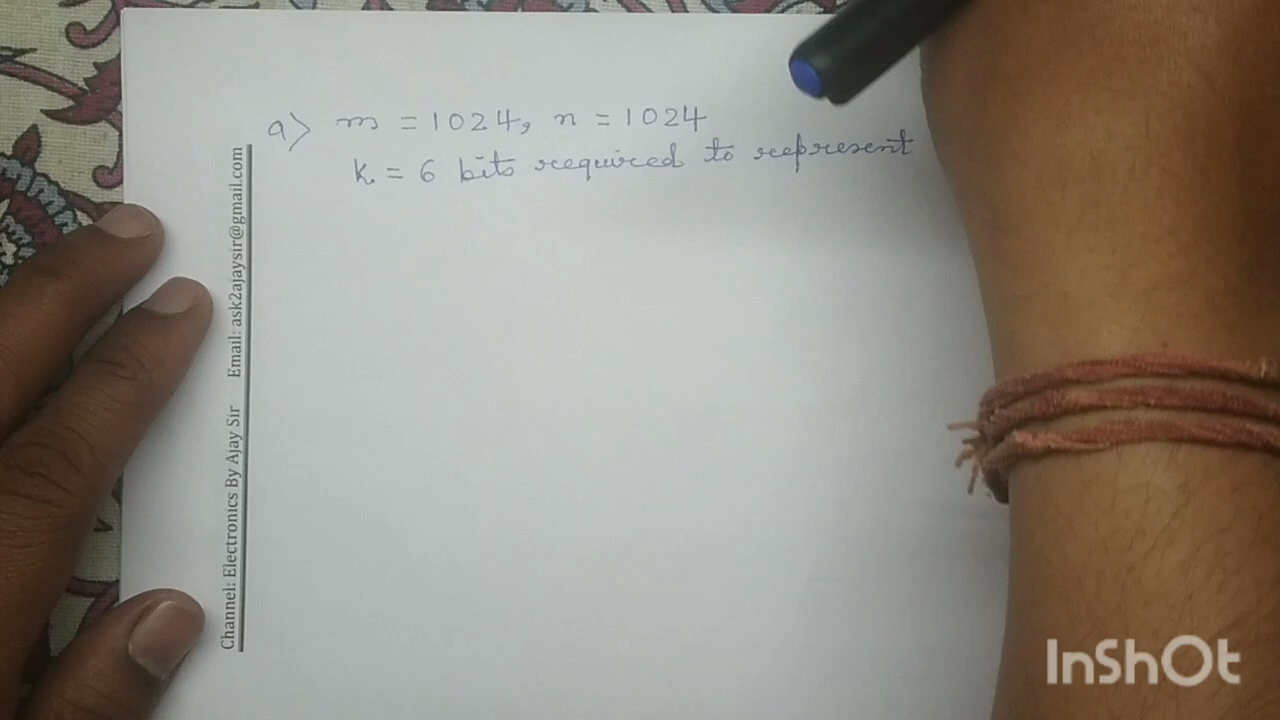 a> m = 1024, n = 1024
k = 6 bits required to represent
Channel: Electronics By Ajay Sir Email: ask2ajaysir@gmail.com
InShOt